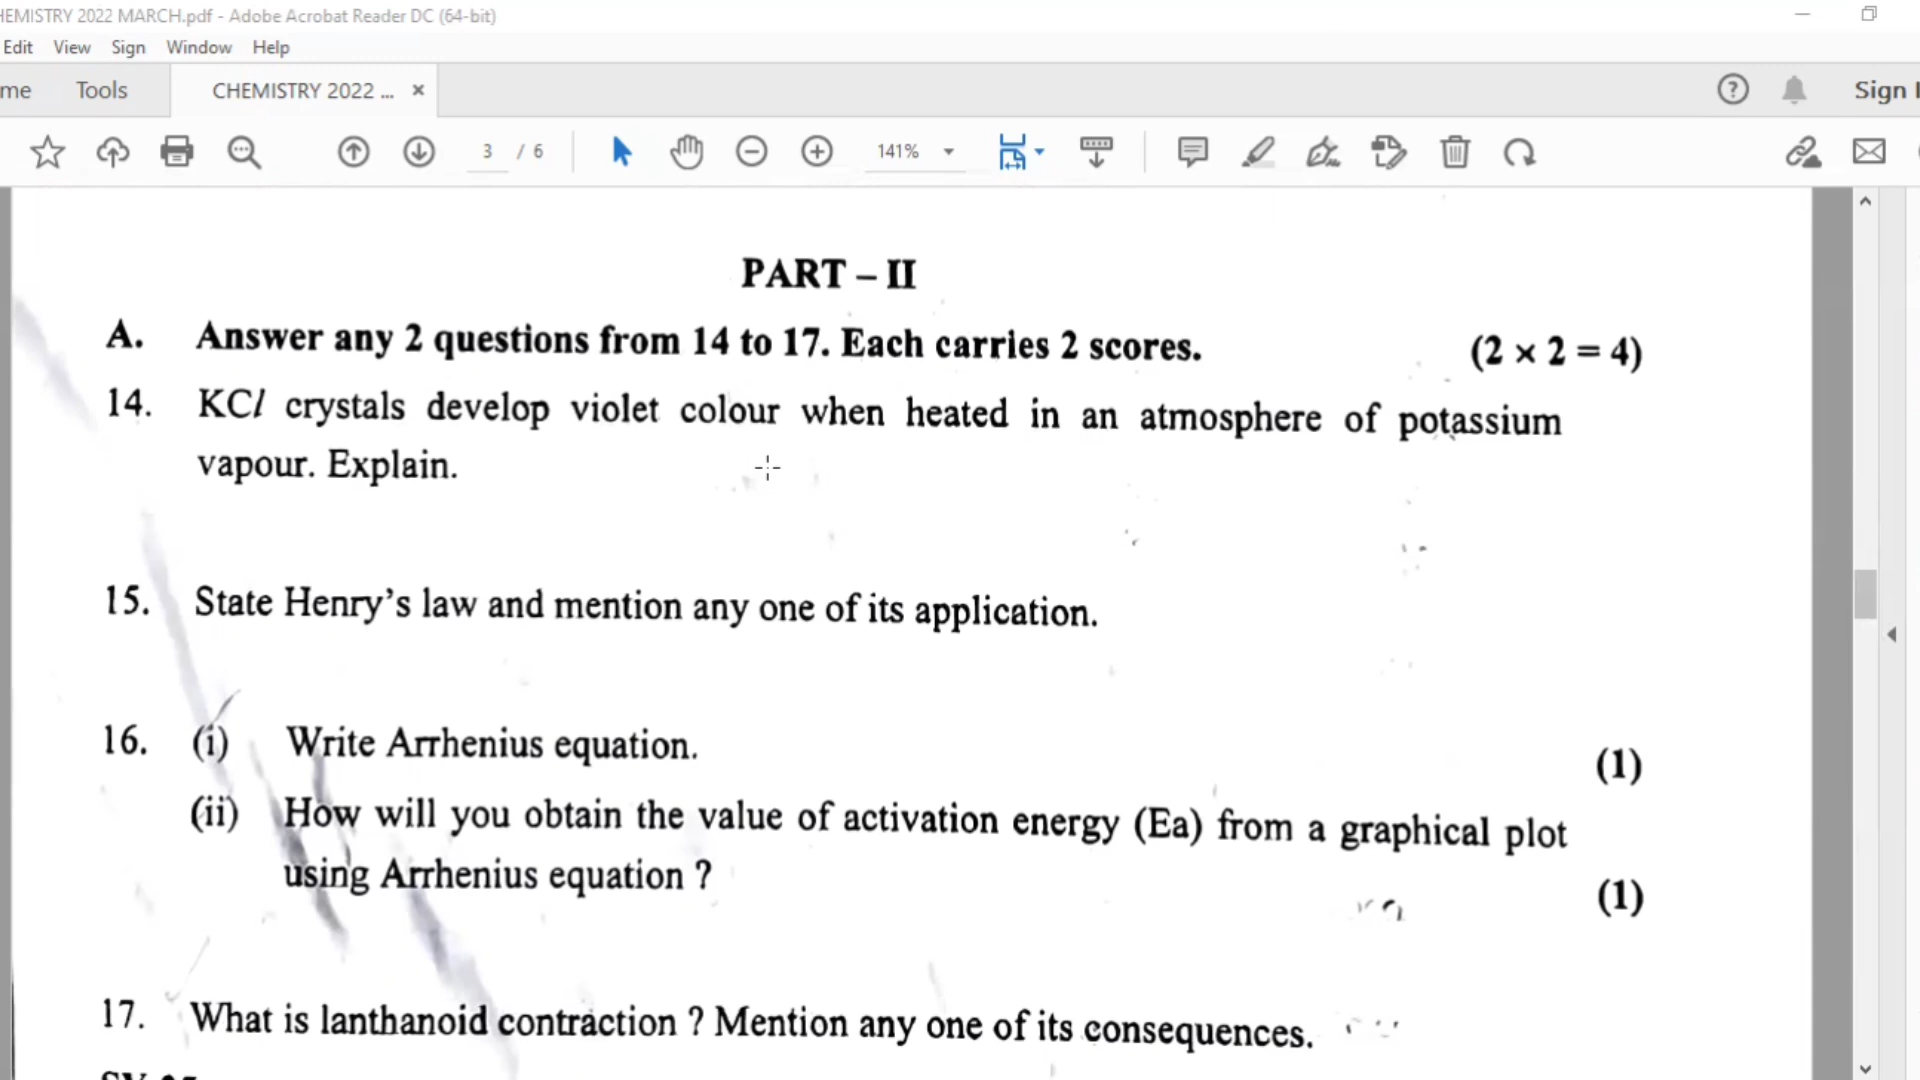 HEMISTRY 2022 MARCH.pdf - Adobe Acrobat Reader DC (64-bit)
Edit View Sign Window Help
me Tools CHEMISTRY 2022 ... × Sign I
3 / 6 141%
PART – II
A. Answer any 2 questions from 14 to 17. Each carries 2 scores. (2 × 2 = 4)
14. KCl crystals develop violet colour when heated in an atmosphere of potassium
vapour. Explain.
15. State Henry's law and mention any one of its application.
16. (i) Write Arrhenius equation. (1)
(ii) How will you obtain the value of activation energy (Ea) from a graphical plot
using Arrhenius equation ? (1)
17. What is lanthanoid contraction ? Mention any one of its consequences.